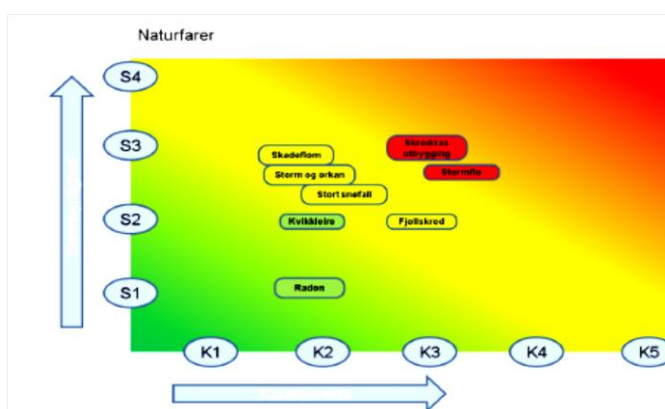 Naturfarer
S4
S3
Skadeflom
Storm og orkan
Stormflo
Stort snøfall
S2
Kvikkleire
Fjellskred
S1
Radon
K1
K2
K3
K4
K5